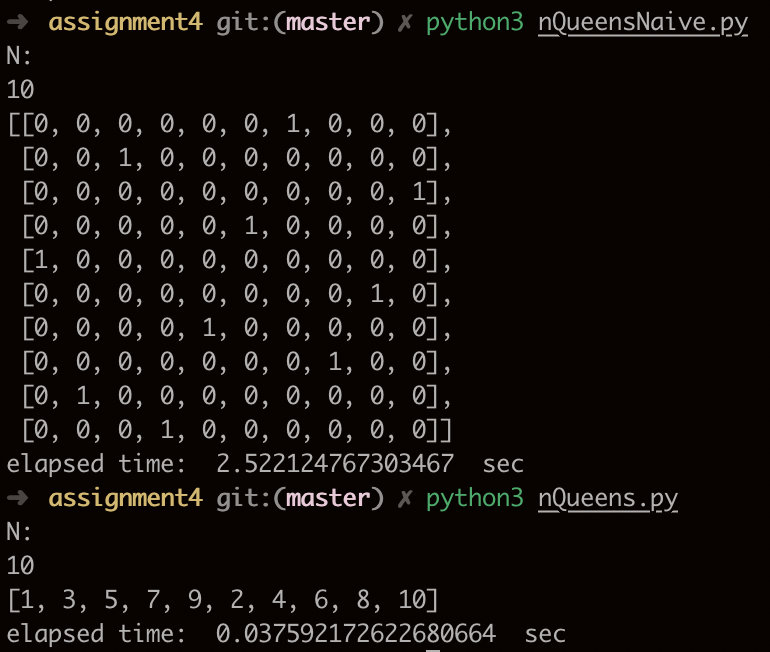 ➜ assignment4 git:(master) ✗ python3 nQueensNaive.py
N:
10
[[0, 0, 0, 0, 0, 0, 1, 0, 0, 0],
[0, 0, 1, 0, 0, 0, 0, 0, 0, 0],
[0, 0, 0, 0, 0, 0, 0, 0, 0, 1],
[0, 0, 0, 0, 0, 1, 0, 0, 0, 0],
[1, 0, 0, 0, 0, 0, 0, 0, 0, 0],
[0, 0, 0, 0, 0, 0, 0, 0, 1, 0],
[0, 0, 0, 0, 1, 0, 0, 0, 0, 0],
[0, 0, 0, 0, 0, 0, 0, 1, 0, 0],
[0, 1, 0, 0, 0, 0, 0, 0, 0, 0],
[0, 0, 0, 1, 0, 0, 0, 0, 0, 0]]
elapsed time:  2.522124767303467  sec
➜ assignment4 git:(master) ✗ python3 nQueens.py
N:
10
[1, 3, 5, 7, 9, 2, 4, 6, 8, 10]
elapsed time:  0.037592172622680664  sec